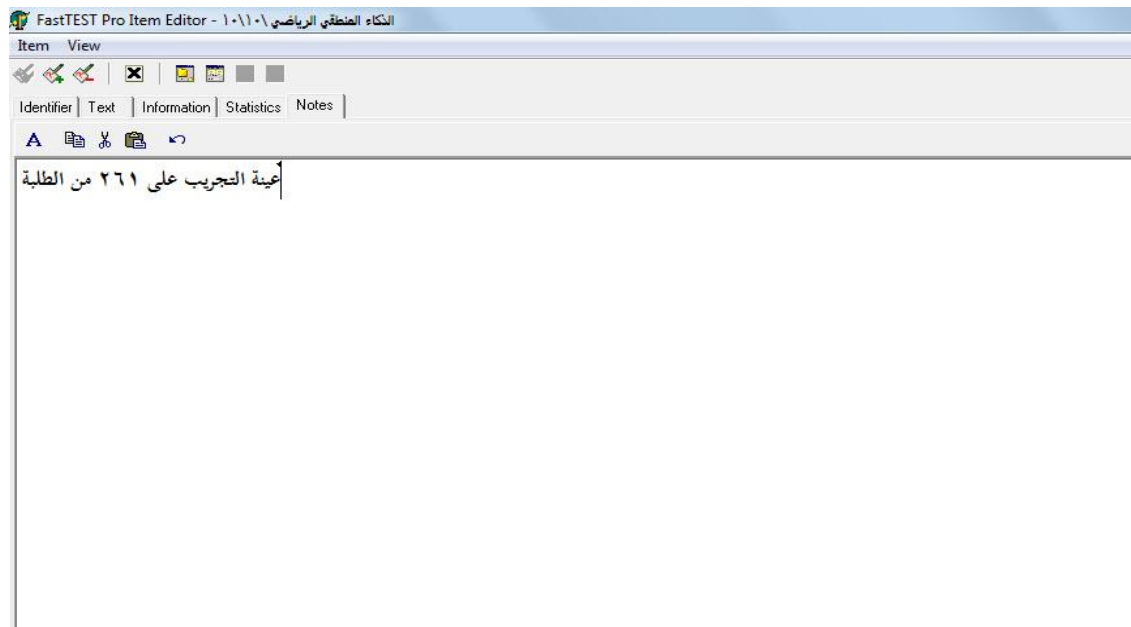 FastTEST Pro Item Editor - الذكاء المنطقي الرياضي \١٠\١٠
Item View
Identifier Text Information Statistics Notes
A
عينة التجريب على ٢٦١ من الطلبة